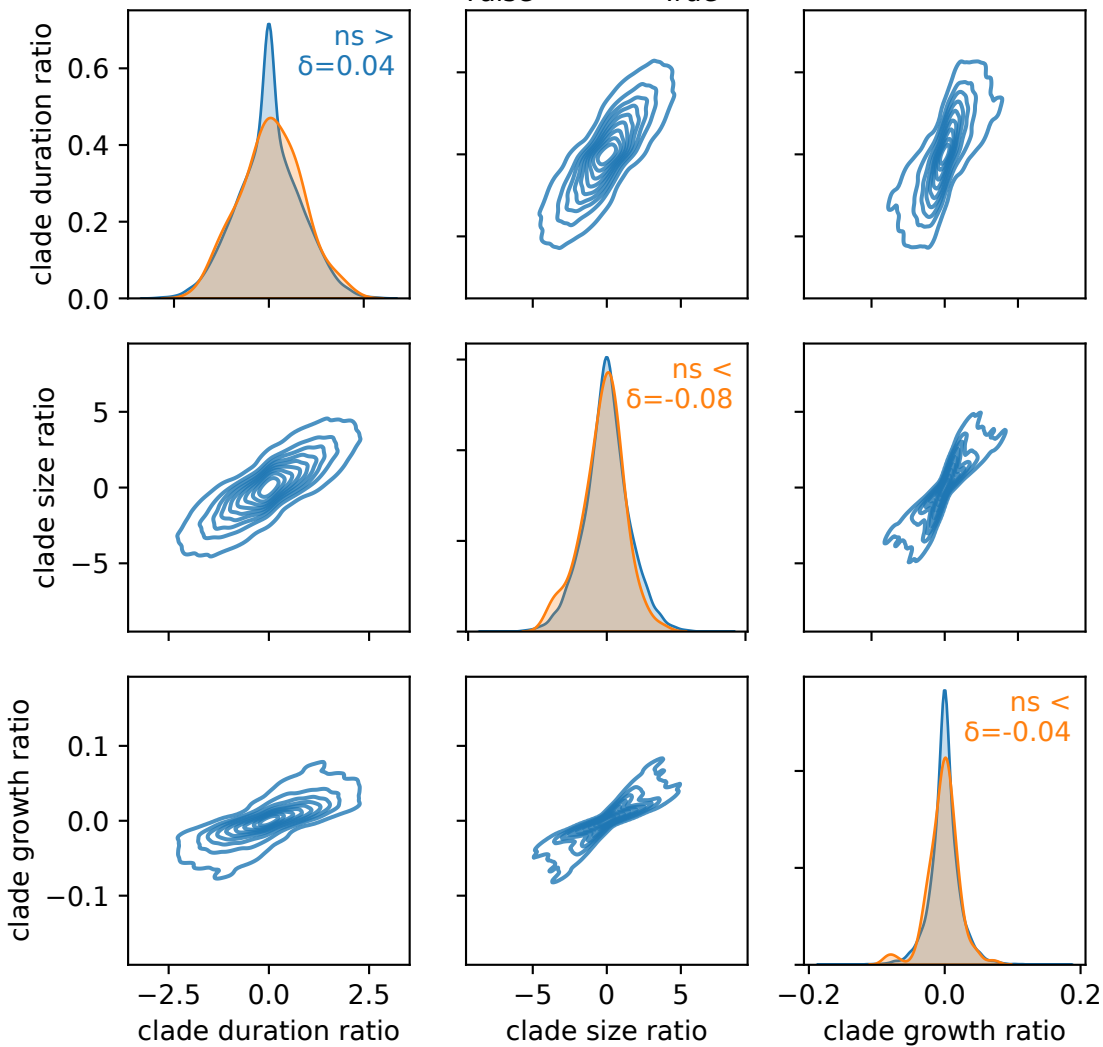 clade duration ratio
0.6
0.4
0.2
0.0
ns >
δ=0.04
clade size ratio
5
0
−5
ns <
δ=-0.08
−5
0
5
clade growth ratio
0.1
0.0
−0.1
ns <
δ=-0.04
−2.5
0.0
2.5
−5
0
5
−0.2
0.0
0.2
clade duration ratio
clade size ratio
clade growth ratio